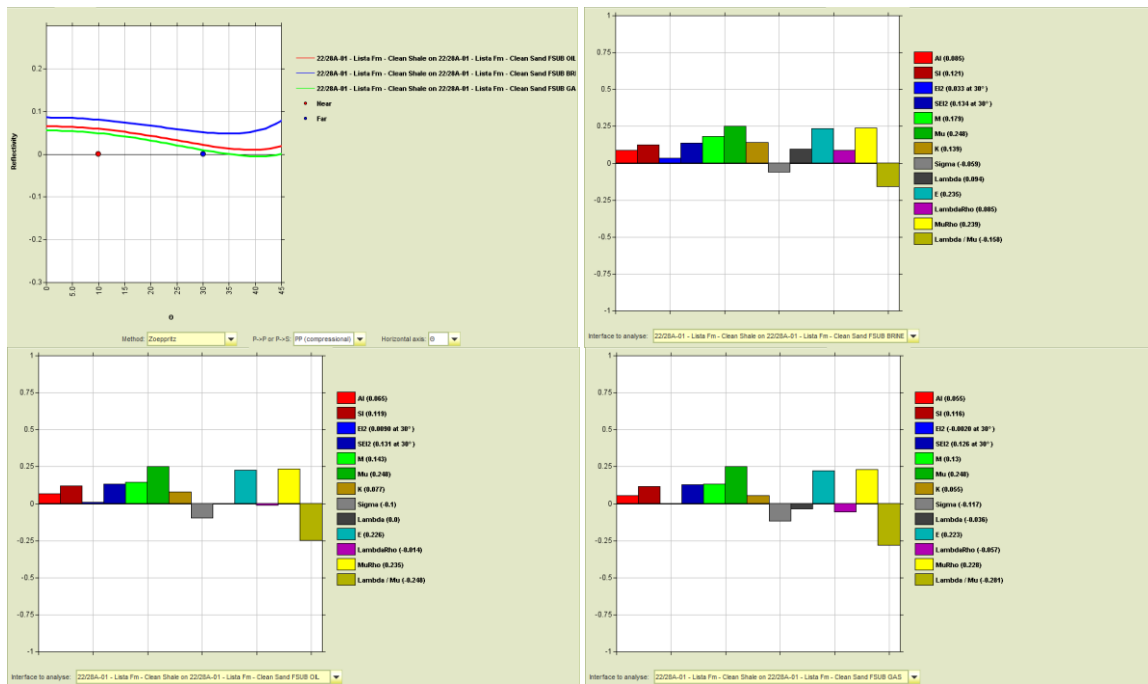 0.2
0.1
0
-0.1
-0.2
-0.3
Reflectivity
0
5.0
10
15
20
25
30
35
40
45
Θ
22/28A-01 - Lista Fm - Clean Shale on 22/28A-01 - Lista Fm - Clean Sand FSUB OIL
22/28A-01 - Lista Fm - Clean Shale on 22/28A-01 - Lista Fm - Clean Sand FSUB BRI
22/28A-01 - Lista Fm - Clean Shale on 22/28A-01 - Lista Fm - Clean Sand FSUB GA
Near
Far
Method: Zoeppritz P->P or P->S: PP (compressional) Horizontal axis: Θ
1
0.75
0.5
0.25
0
-0.25
-0.5
-0.75
-1
AI (0.085)
SI (0.121)
EI2 (0.033 at 30°)
SEI2 (0.134 at 30°)
M (0.179)
Mu (0.248)
K (0.139)
Sigma (-0.059)
Lambda (0.094)
E (0.235)
LambdaRho (0.085)
MuRho (0.239)
Lambda / Mu (-0.158)
Interface to analyse: 22/28A-01 - Lista Fm - Clean Shale on 22/28A-01 - Lista Fm - Clean Sand FSUB BRINE
1
0.75
0.5
0.25
0
-0.25
-0.5
-0.75
-1
AI (0.065)
SI (0.119)
EI2 (0.0090 at 30°)
SEI2 (0.131 at 30°)
M (0.143)
Mu (0.248)
K (0.077)
Sigma (-0.1)
Lambda (0.0)
E (0.226)
LambdaRho (-0.014)
MuRho (0.235)
Lambda / Mu (-0.248)
Interface to analyse: 22/28A-01 - Lista Fm - Clean Shale on 22/28A-01 - Lista Fm - Clean Sand FSUB OIL
1
0.75
0.5
0.25
0
-0.25
-0.5
-0.75
-1
AI (0.055)
SI (0.116)
EI2 (-0.0020 at 30°)
SEI2 (0.126 at 30°)
M (0.13)
Mu (0.248)
K (0.055)
Sigma (-0.117)
Lambda (-0.036)
E (0.223)
LambdaRho (-0.057)
MuRho (0.228)
Lambda / Mu (-0.281)
Interface to analyse: 22/28A-01 - Lista Fm - Clean Shale on 22/28A-01 - Lista Fm - Clean Sand FSUB GAS